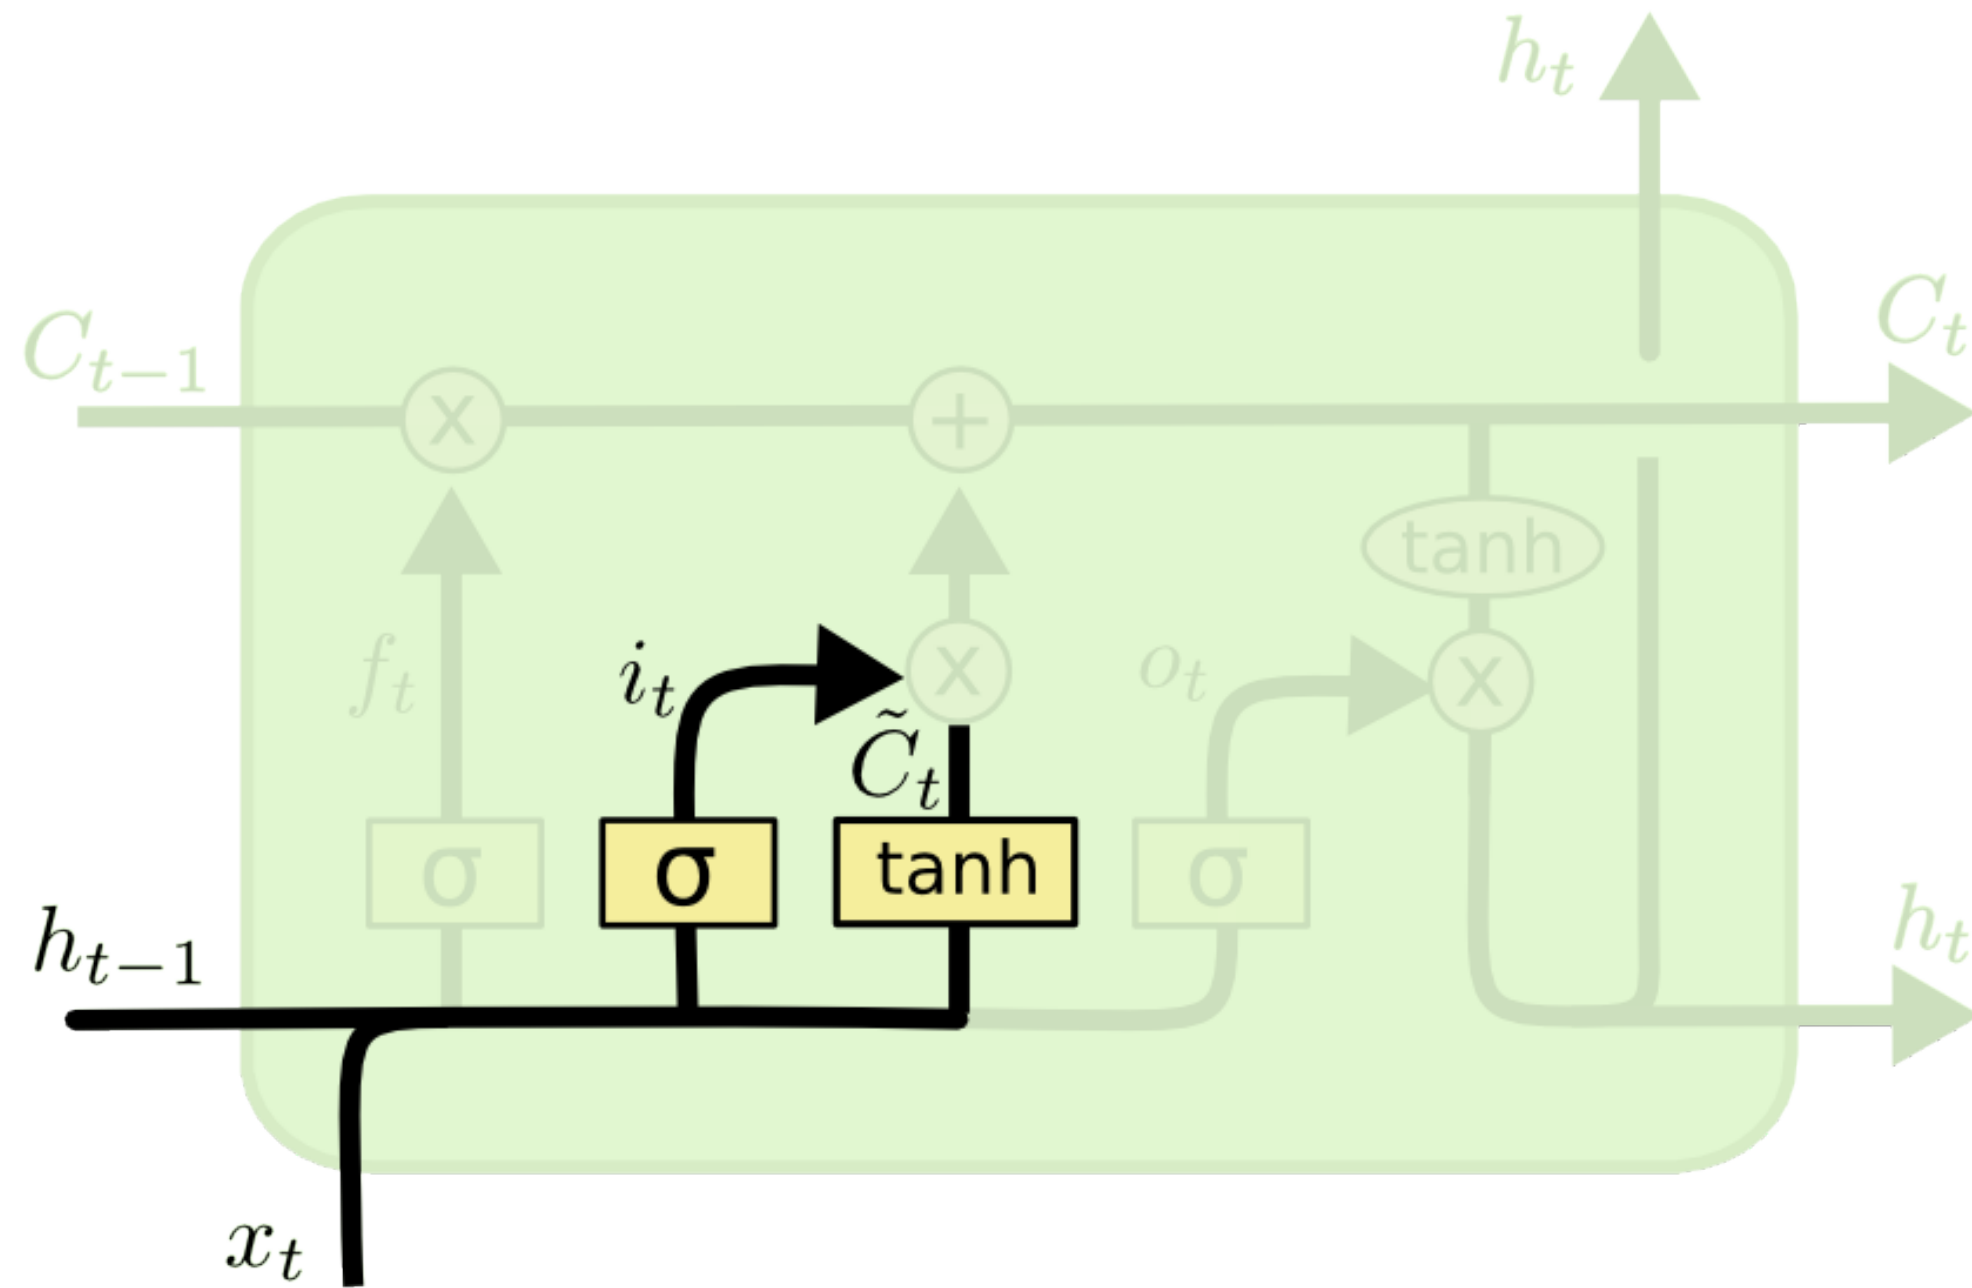 h_t
C_{t-1}
C_t
x
+
tanh
f_t
i_t
x
o_t
x
C̃_t
σ
σ
tanh
σ
h_{t-1}
h_t
x_t